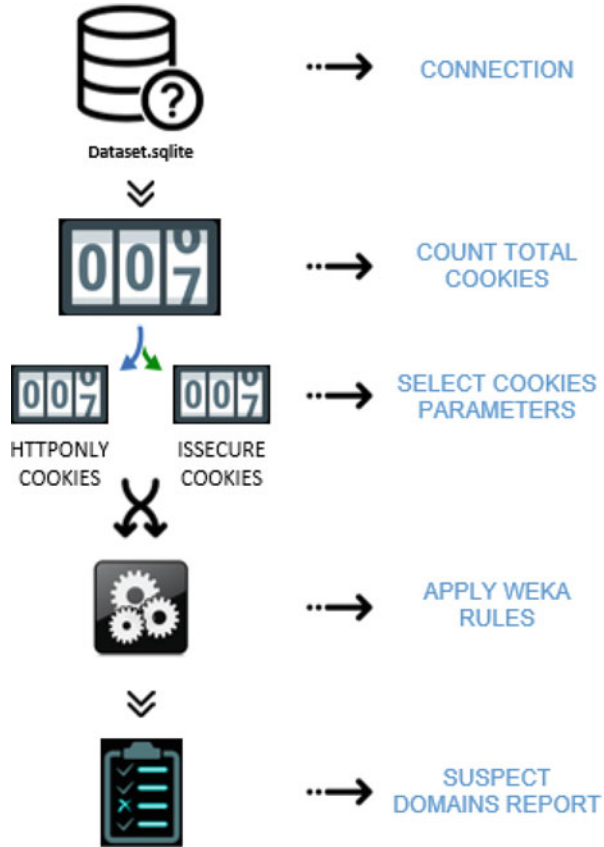 ?
CONNECTION
Dataset.sqlite
007
COUNT TOTAL
COOKIES
007
007
SELECT COOKIES
PARAMETERS
HTTPONLY
COOKIES
ISSECURE
COOKIES
APPLY WEKA
RULES
SUSPECT
DOMAINS REPORT